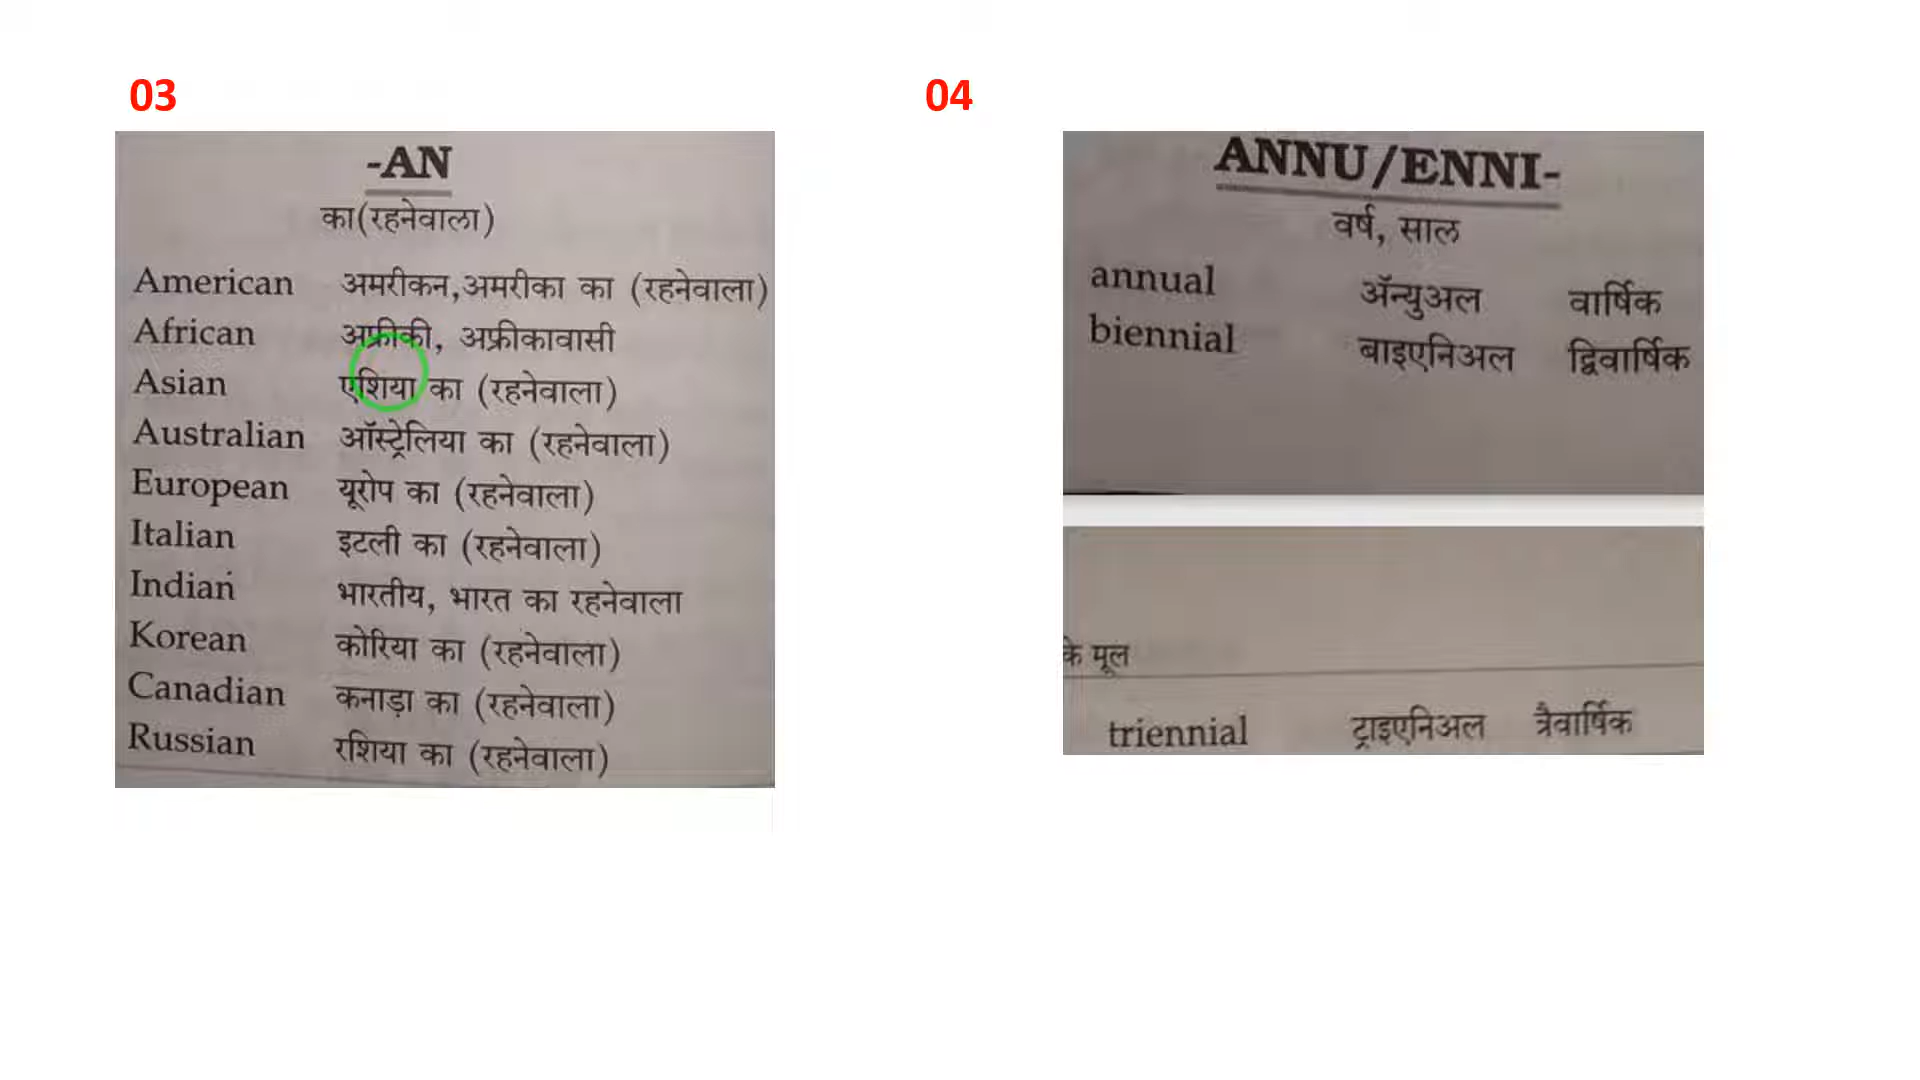 03
-AN
का(रहनेवाला)
American अमरीकन,अमरीका का (रहनेवाला)
African अफ्रीकी, अफ्रीकावासी
Asian एशिया का (रहनेवाला)
Australian ऑस्ट्रेलिया का (रहनेवाला)
European यूरोप का (रहनेवाला)
Italian इटली का (रहनेवाला)
Indian भारतीय, भारत का रहनेवाला
Korean कोरिया का (रहनेवाला)
Canadian कनाड़ा का (रहनेवाला)
Russian रशिया का (रहनेवाला)
04
ANNU/ENNI-
वर्ष, साल
annual ॲन्युअल वार्षिक
biennial बाइएनिअल द्विवार्षिक
के मूल
triennial ट्राइएनिअल त्रैवार्षिक